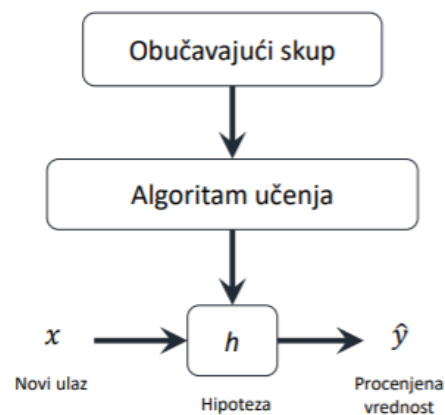 Obučavajući skup
Algoritam učenja
x
h
ŷ
Novi ulaz
Hipoteza
Procenjena
vrednost